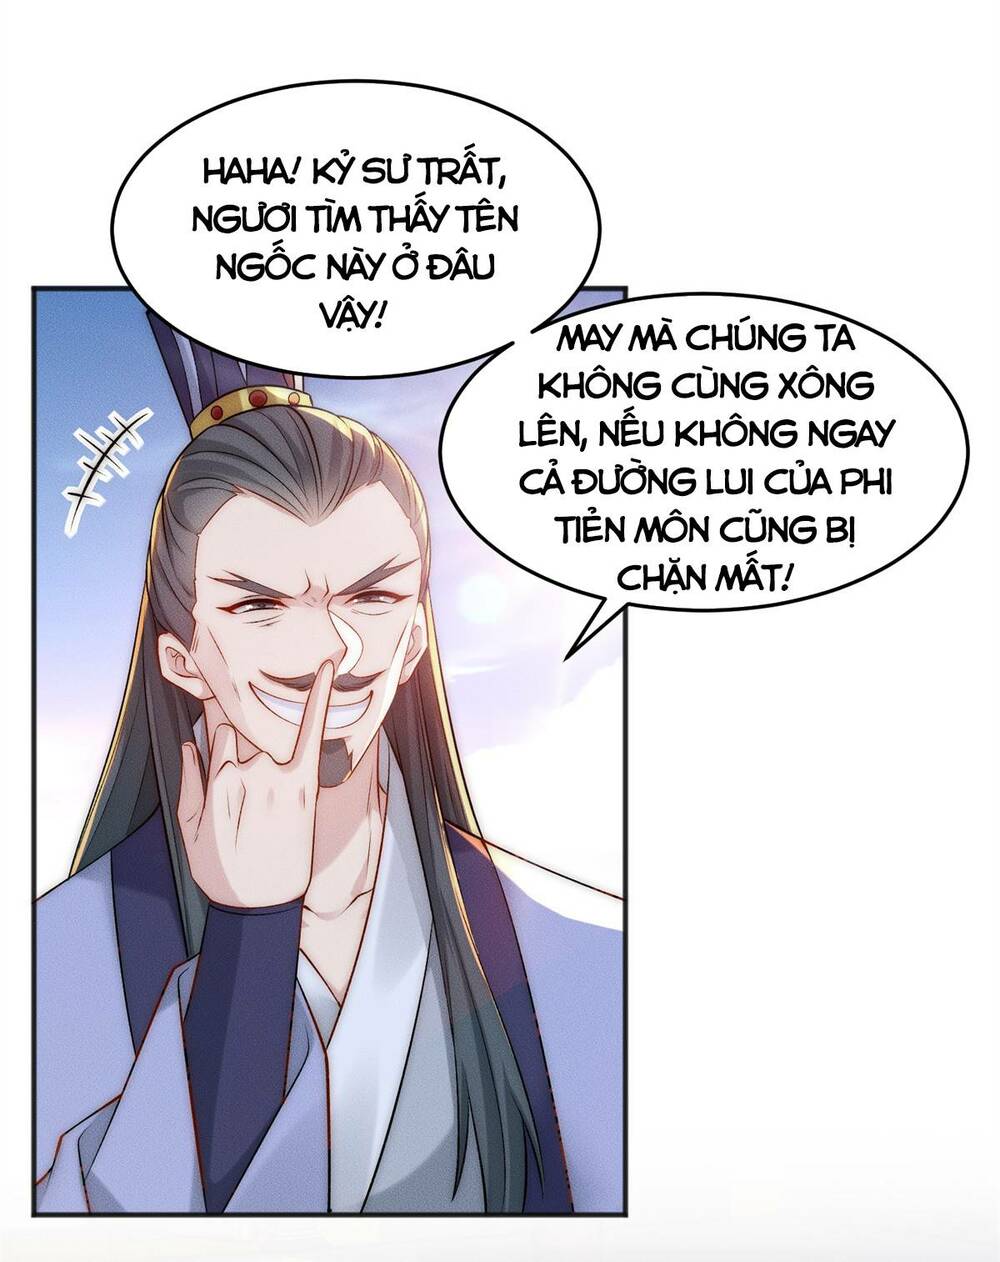 HAHA! KỶ SƯ TRẤT,
NGƯƠI TÌM THẤY TÊN
NGỐC NÀY Ở ĐÂU
VẬY!
MAY MÀ CHÚNG TA
KHÔNG CÙNG XÔNG
LÊN, NẾU KHÔNG NGAY
CẢ ĐƯỜNG LUI CỦA PHI
TIẺN MÔN CŨNG BỊ
CHẶN MẤT!